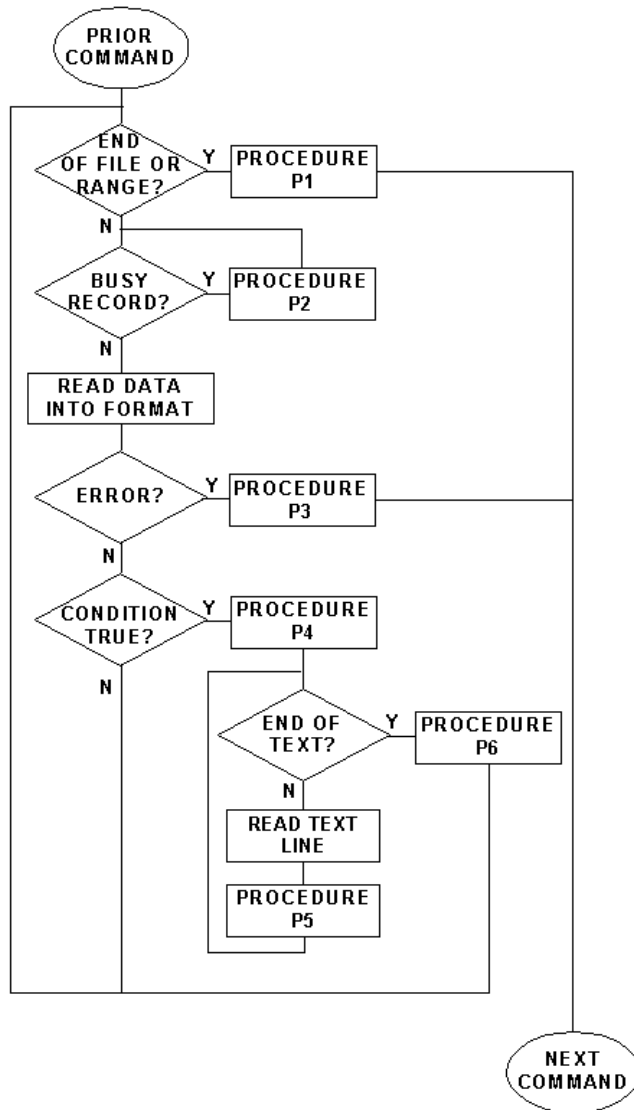 PRIOR
COMMAND
END
OF FILE OR
RANGE?
Y
PROCEDURE
P1
N
BUSY
RECORD?
Y
PROCEDURE
P2
N
READ DATA
INTO FORMAT
ERROR?
Y
PROCEDURE
P3
N
CONDITION
TRUE?
Y
PROCEDURE
P4
N
END OF
TEXT?
Y
PROCEDURE
P6
N
READ TEXT
LINE
PROCEDURE
P5
NEXT
COMMAND